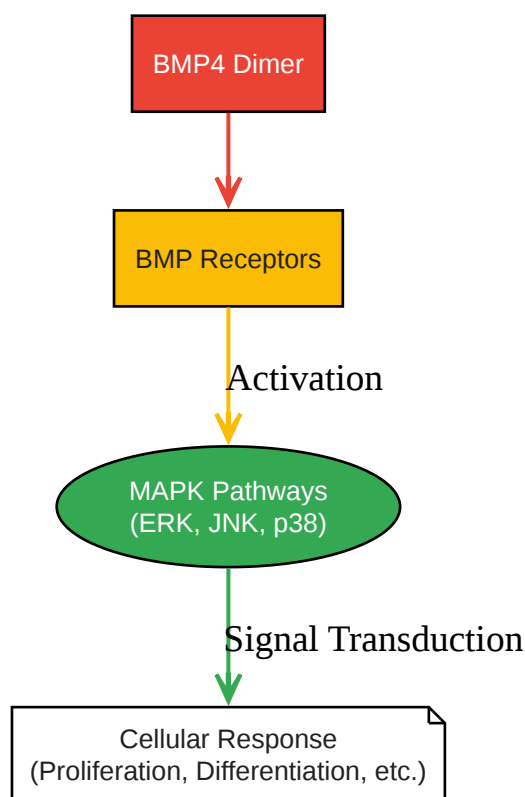 BMP4 Dimer
BMP Receptors
Activation
MAPK Pathways
(ERK, JNK, p38)
Signal Transduction
Cellular Response
(Proliferation, Differentiation, etc.)